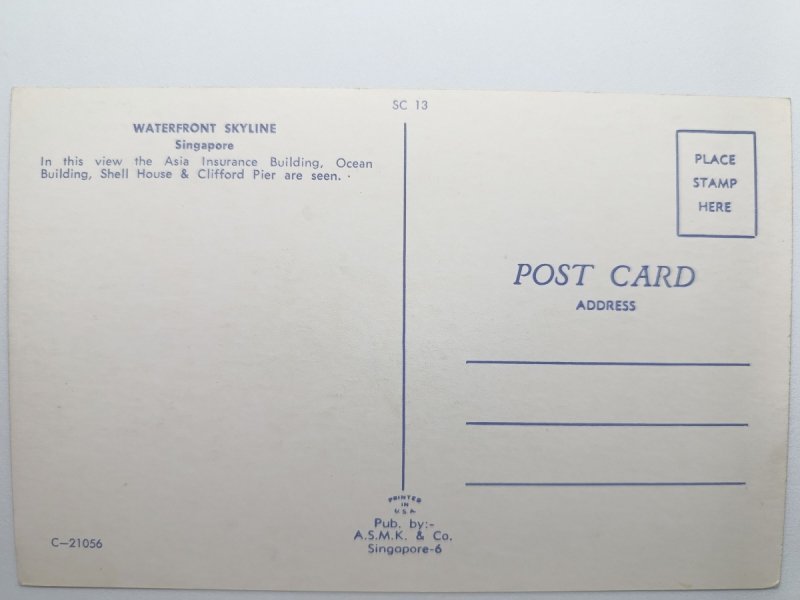 SC 13
WATERFRONT SKYLINE
Singapore
In this view the Asia Insurance Building, Ocean
Building, Shell House & Clifford Pier are seen.
PLACE
STAMP
HERE
POST CARD
ADDRESS
PRINTED
IN
U.S.A.
Pub. by:-
A.S.M.K. & Co.
Singapore-6
C-21056